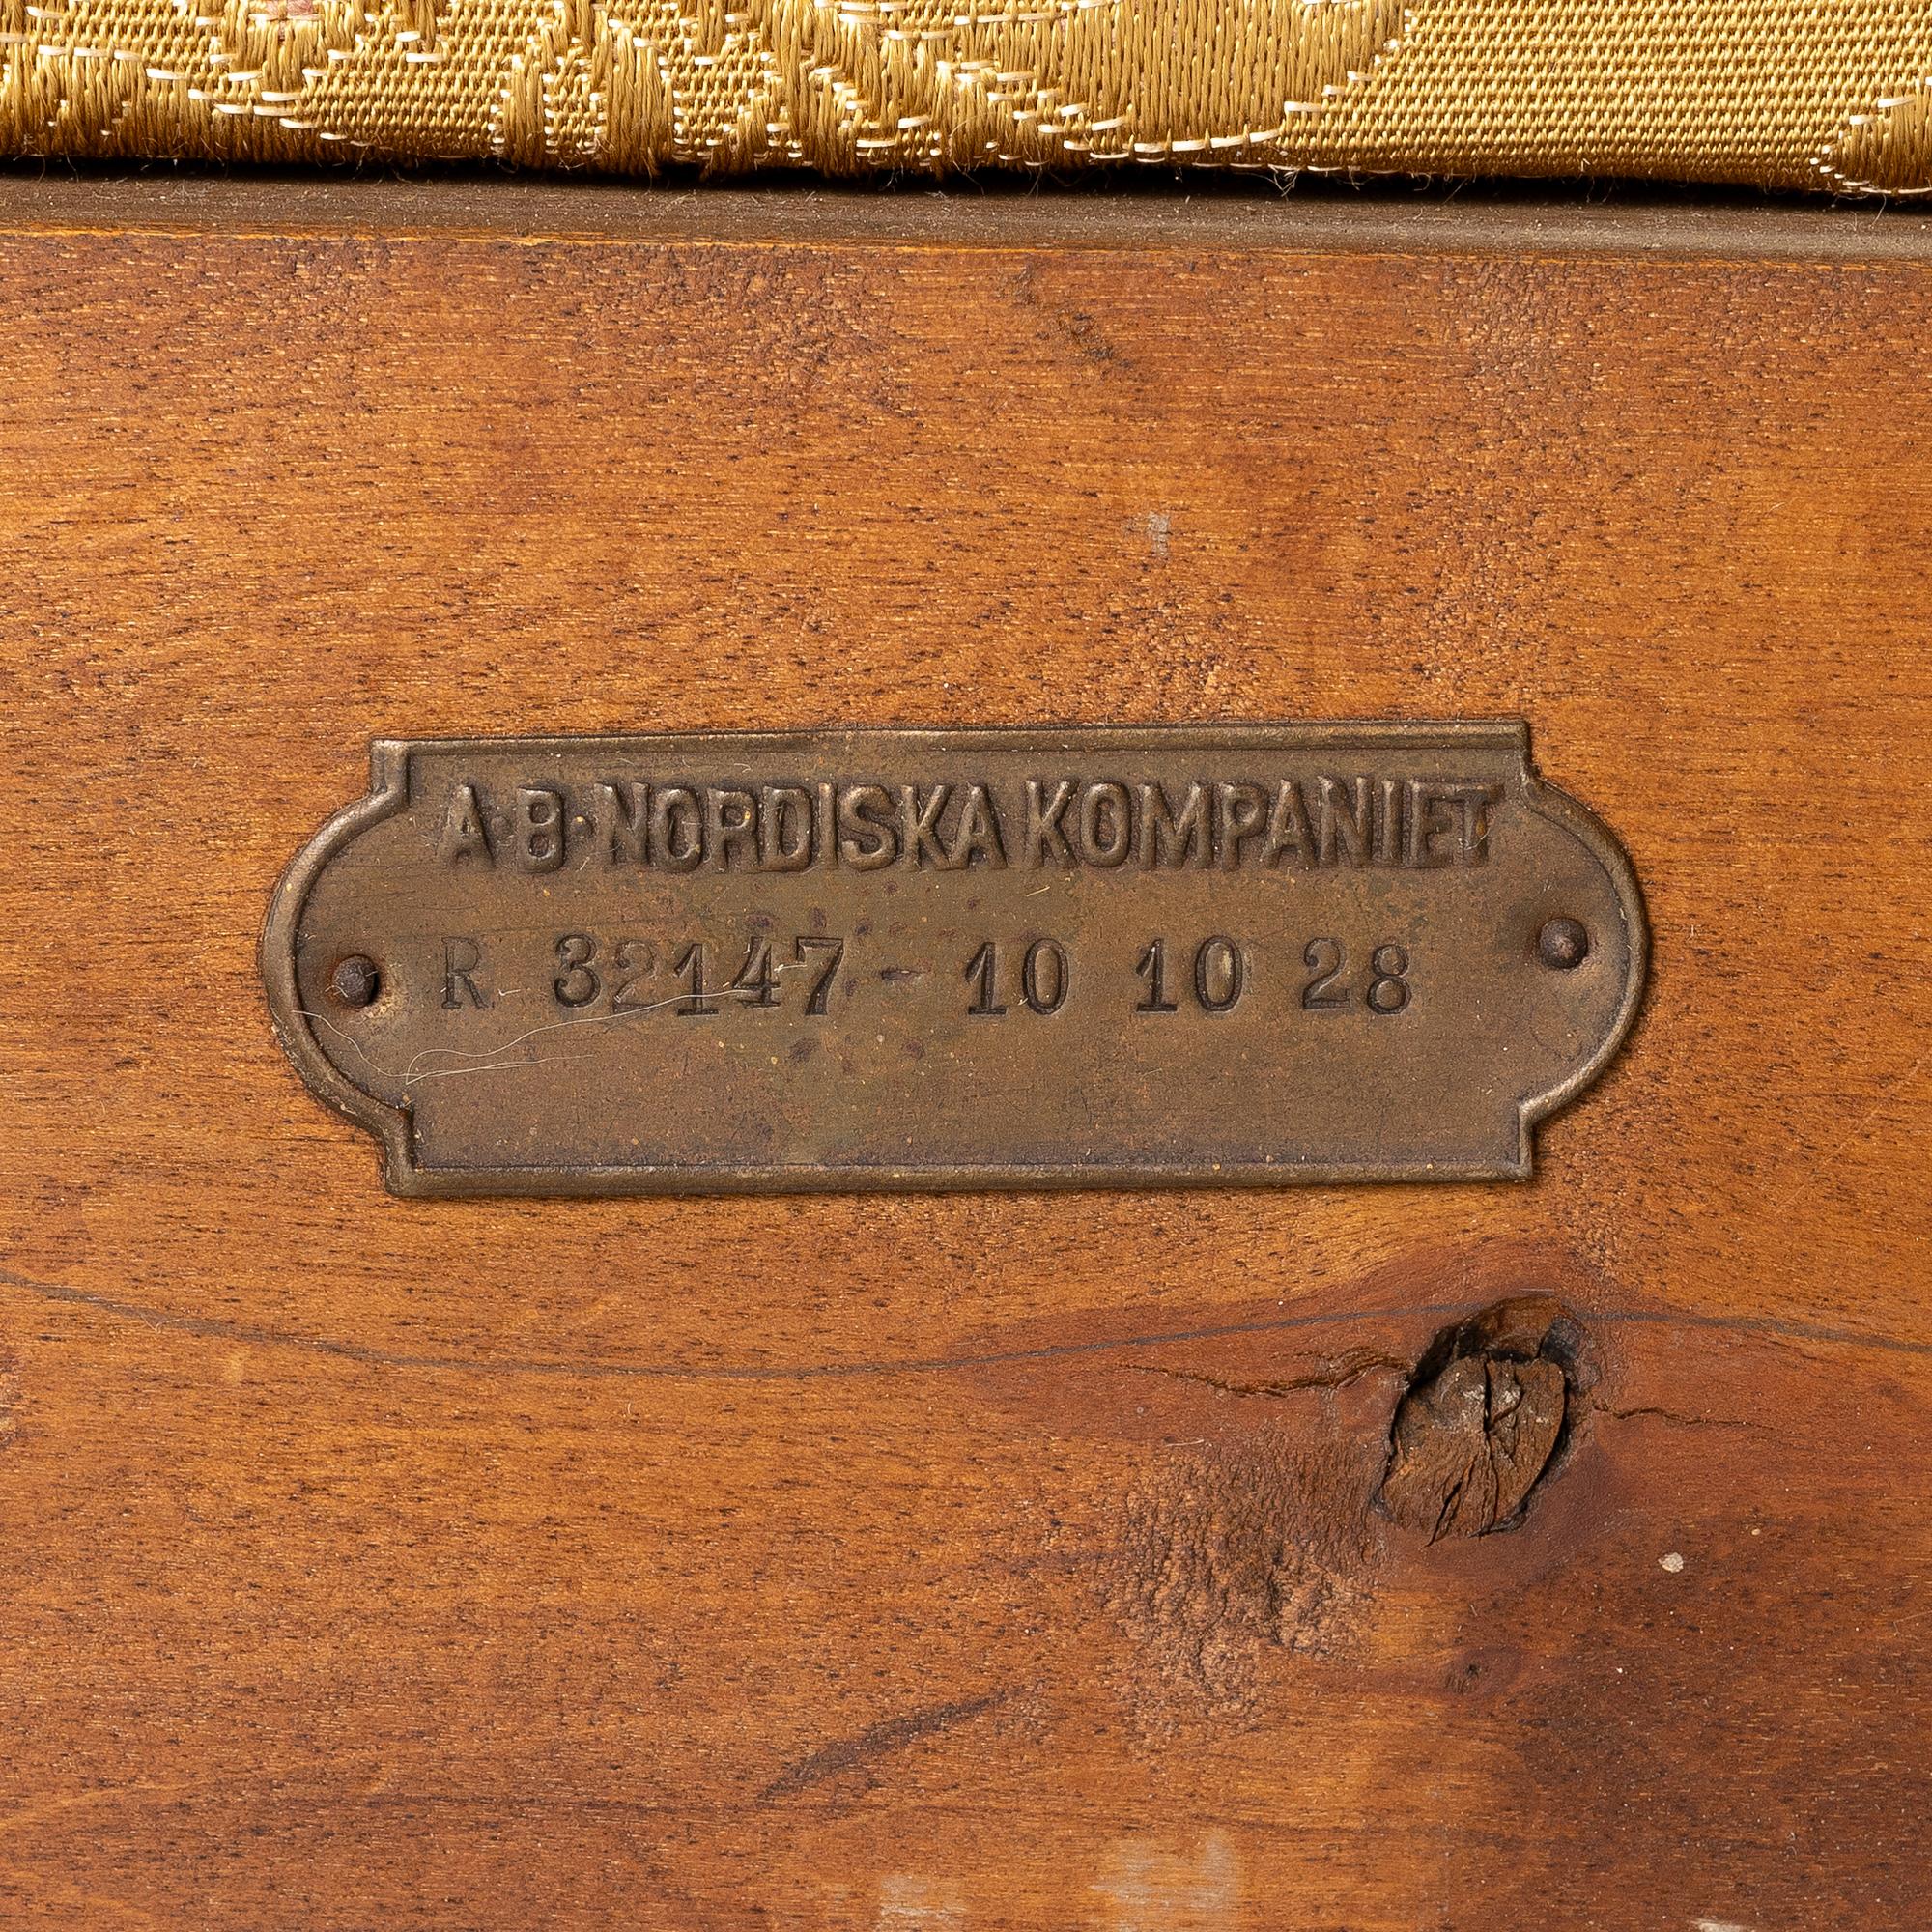 A·B·NORDISKA KOMPANIET
R 32147 - 10 10 28